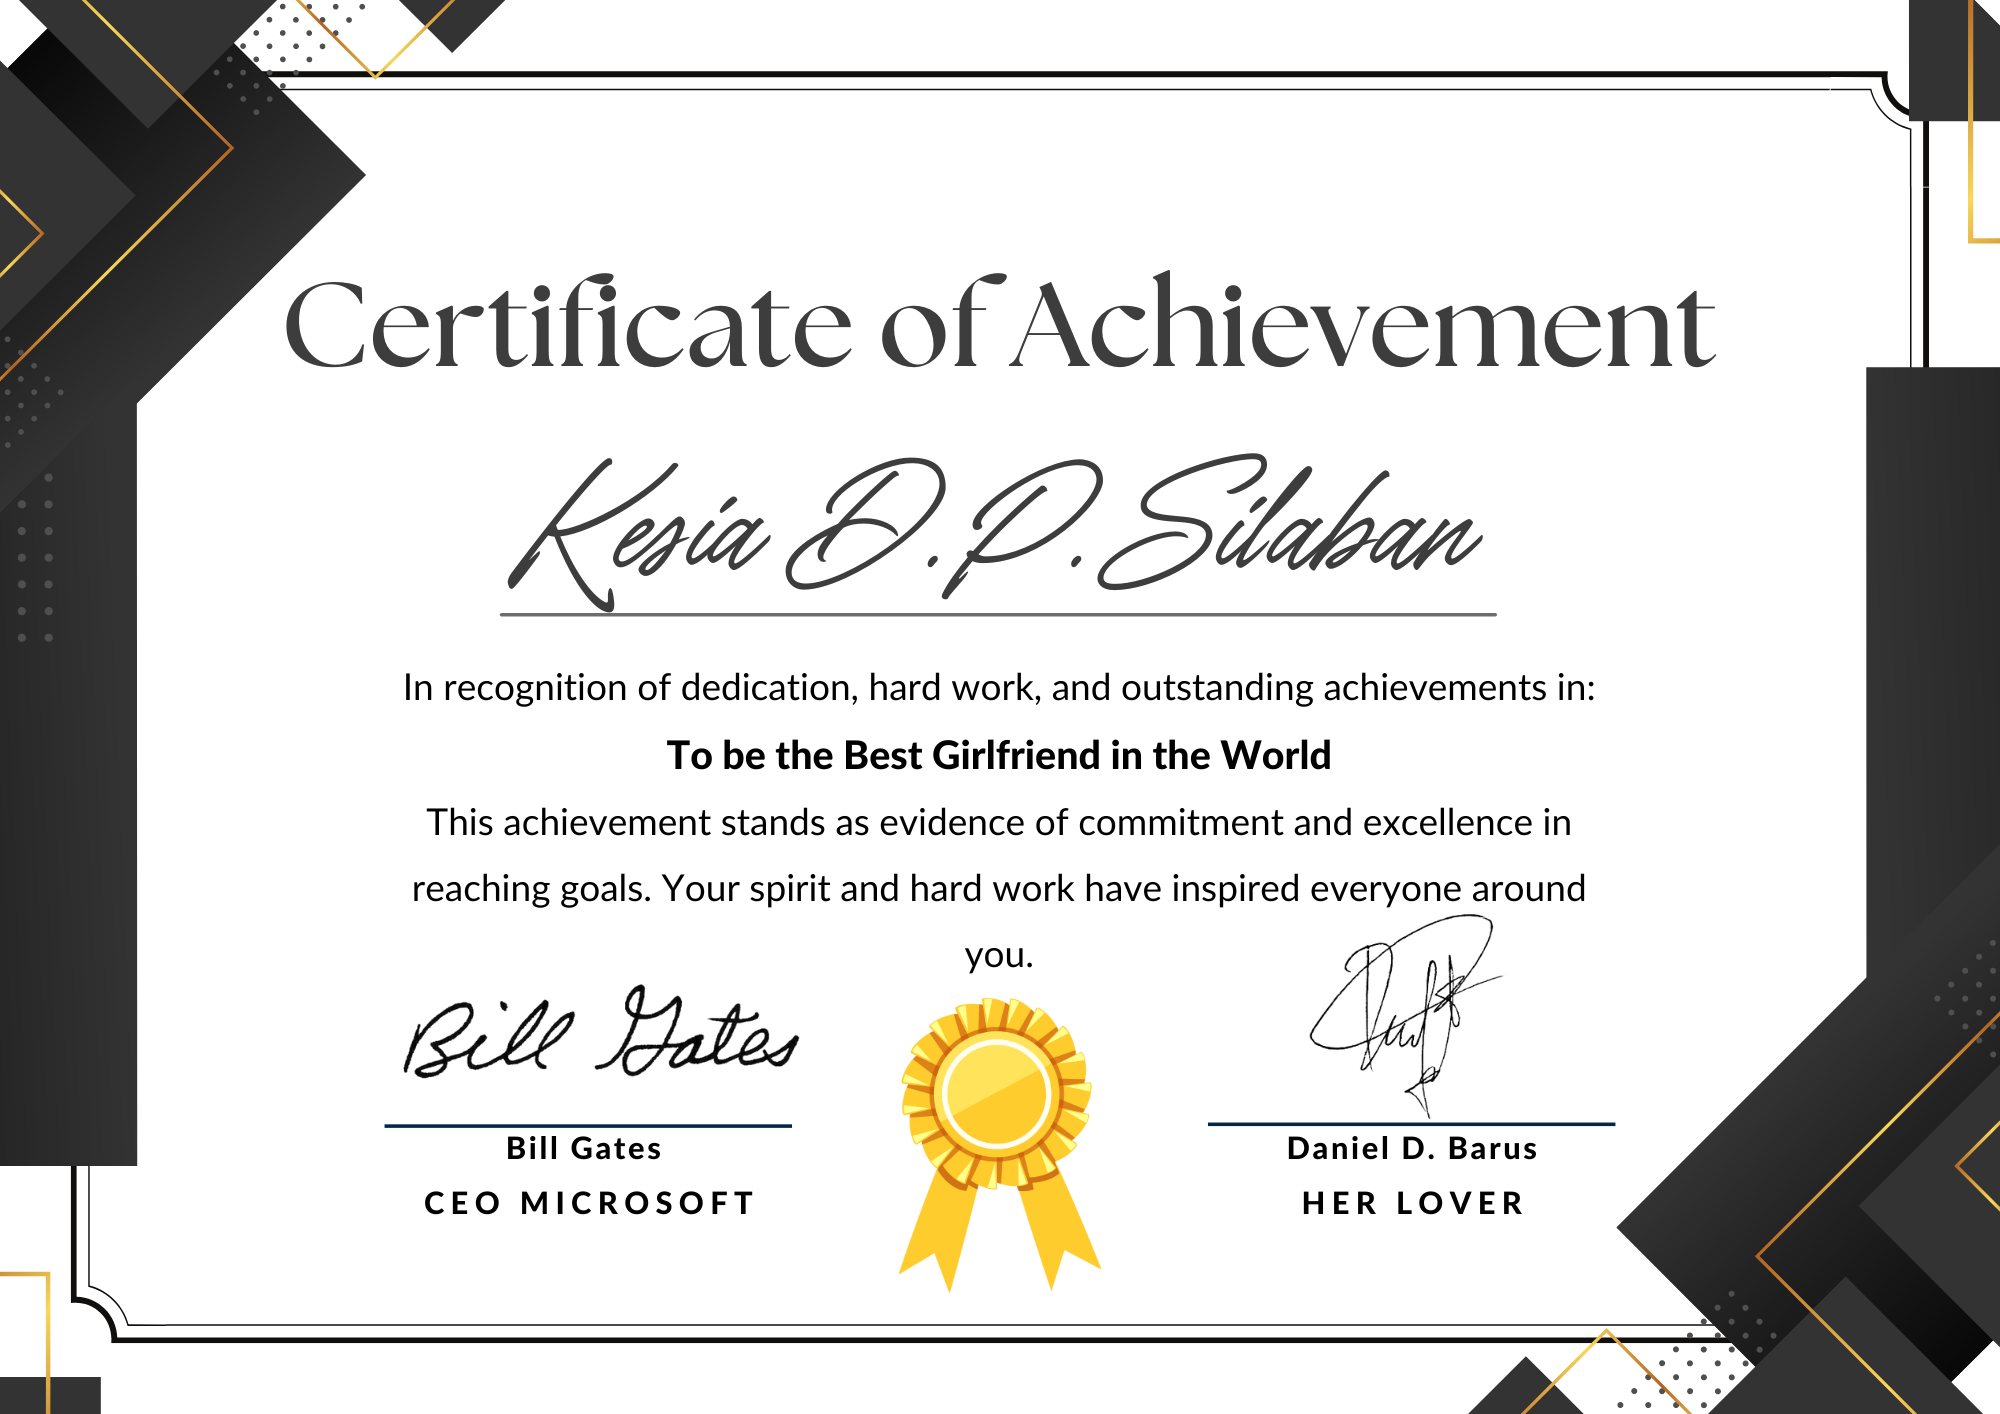 Certificate of Achievement
Kesia D. P. Silaban
In recognition of dedication, hard work, and outstanding achievements in:
To be the Best Girlfriend in the World
This achievement stands as evidence of commitment and excellence in
reaching goals. Your spirit and hard work have inspired everyone around
you.
Bill Gates
Bill Gates
CEO MICROSOFT
Daniel D. Barus
HER LOVER